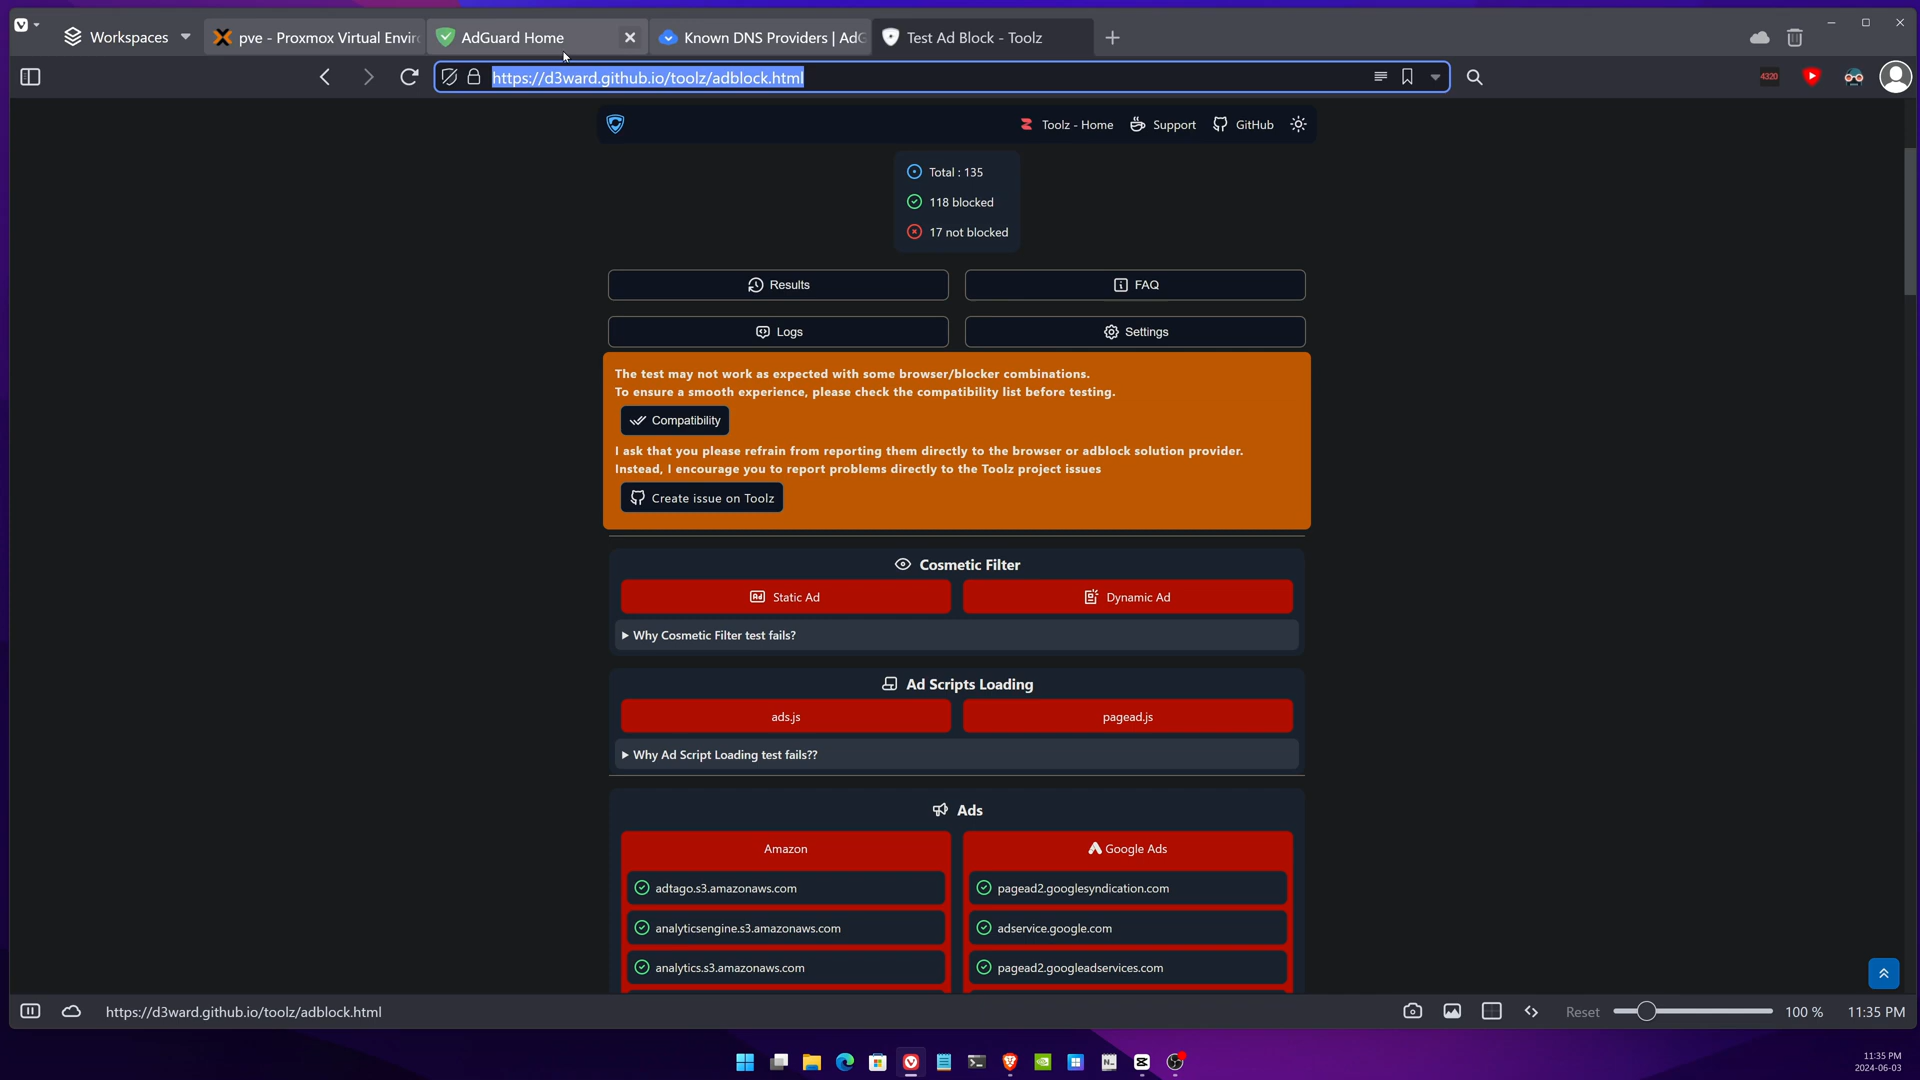 Workspaces
pve - Proxmox Virtual Envir
AdGuard Home
Known DNS Providers | AdG
Test Ad Block - Toolz
https://d3ward.github.io/toolz/adblock.html
4320
Toolz - Home
Support
GitHub
Total : 135
118 blocked
17 not blocked
Results
FAQ
Logs
Settings
The test may not work as expected with some browser/blocker combinations.
To ensure a smooth experience, please check the compatibility list before testing.
Compatibility
I ask that you please refrain from reporting them directly to the browser or adblock solution provider.
Instead, I encourage you to report problems directly to the Toolz project issues
Create issue on Toolz
Cosmetic Filter
Ad Static Ad
Dynamic Ad
Why Cosmetic Filter test fails?
Ad Scripts Loading
ads.js
pagead.js
Why Ad Script Loading test fails??
Ads
Amazon
Google Ads
adtago.s3.amazonaws.com
pagead2.googlesyndication.com
analyticsengine.s3.amazonaws.com
adservice.google.com
analytics.s3.amazonaws.com
pagead2.googleadservices.com
https://d3ward.github.io/toolz/adblock.html
Reset
100 %
11:35 PM
11:35 PM
2024-06-03